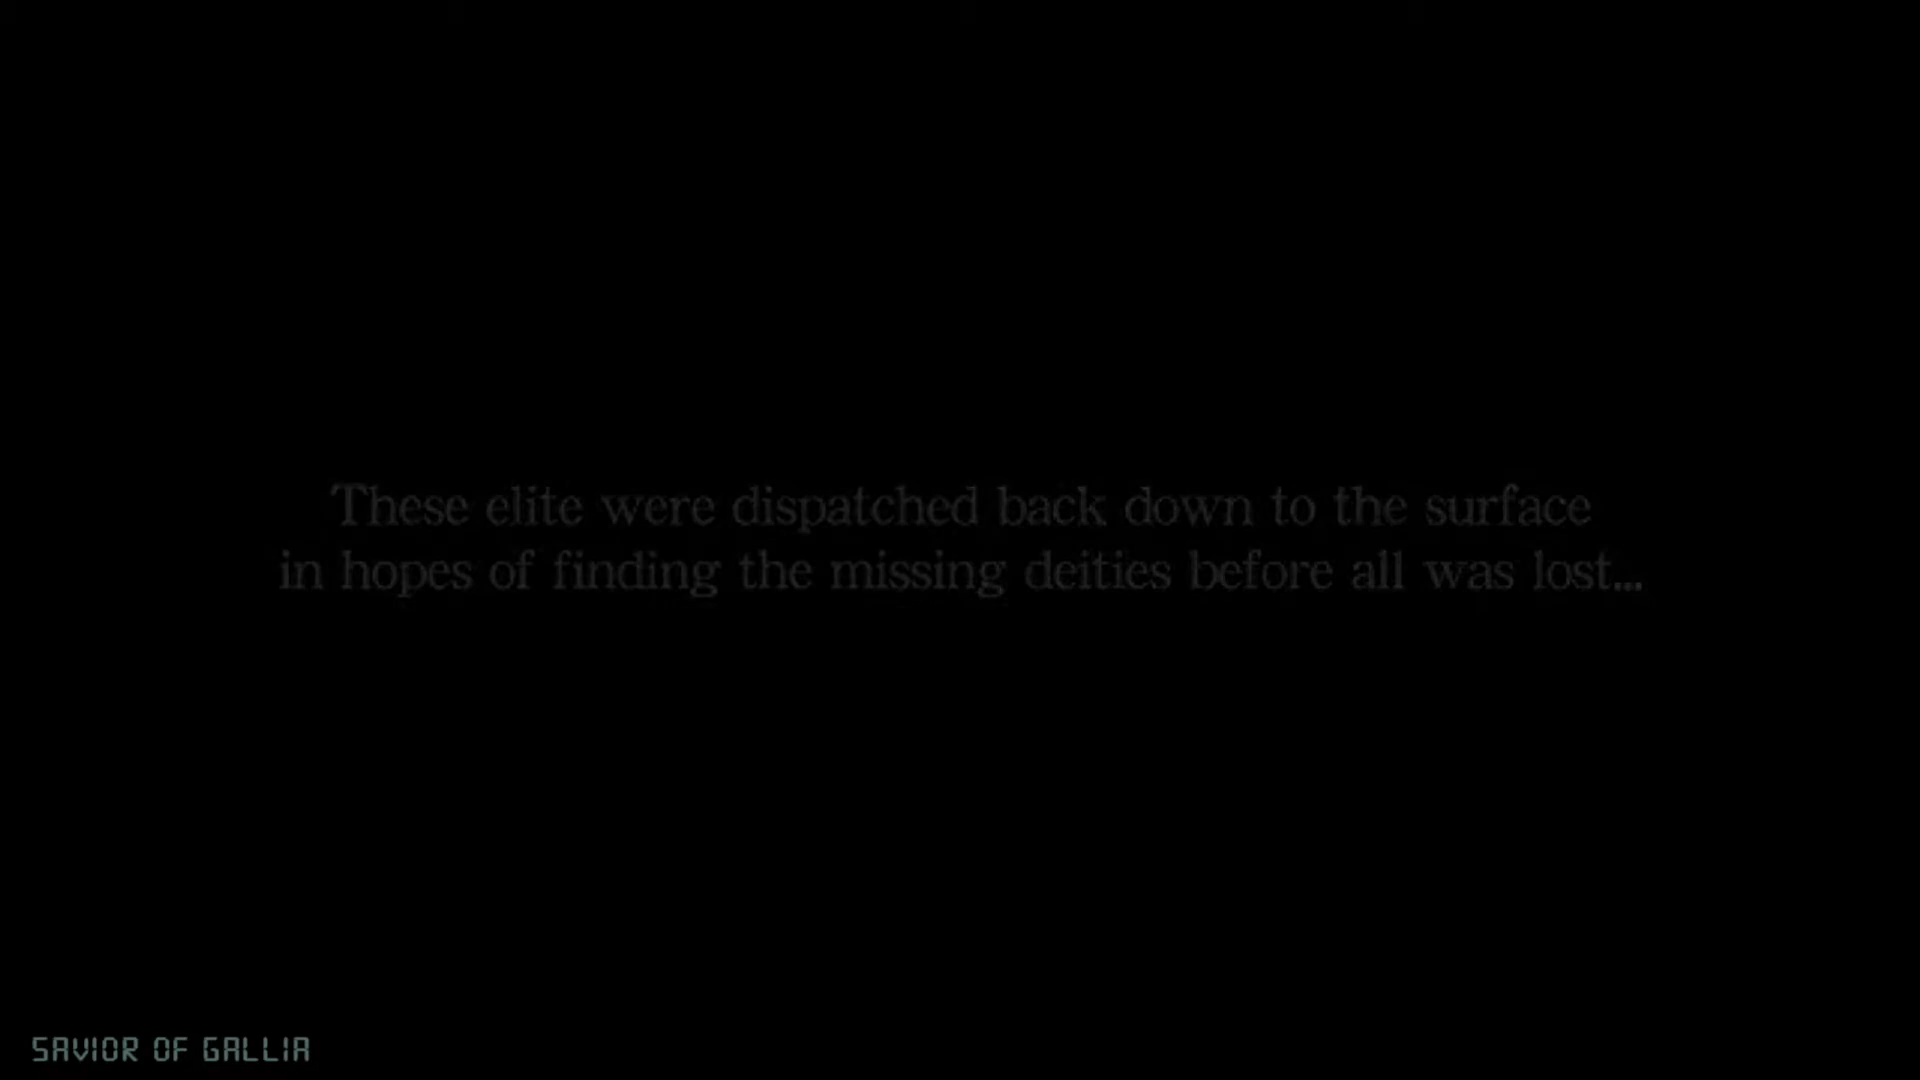 These elite were dispatched back down to the surface
in hopes of finding the missing deities before all was lost...
SAVIOR OF GALLIA